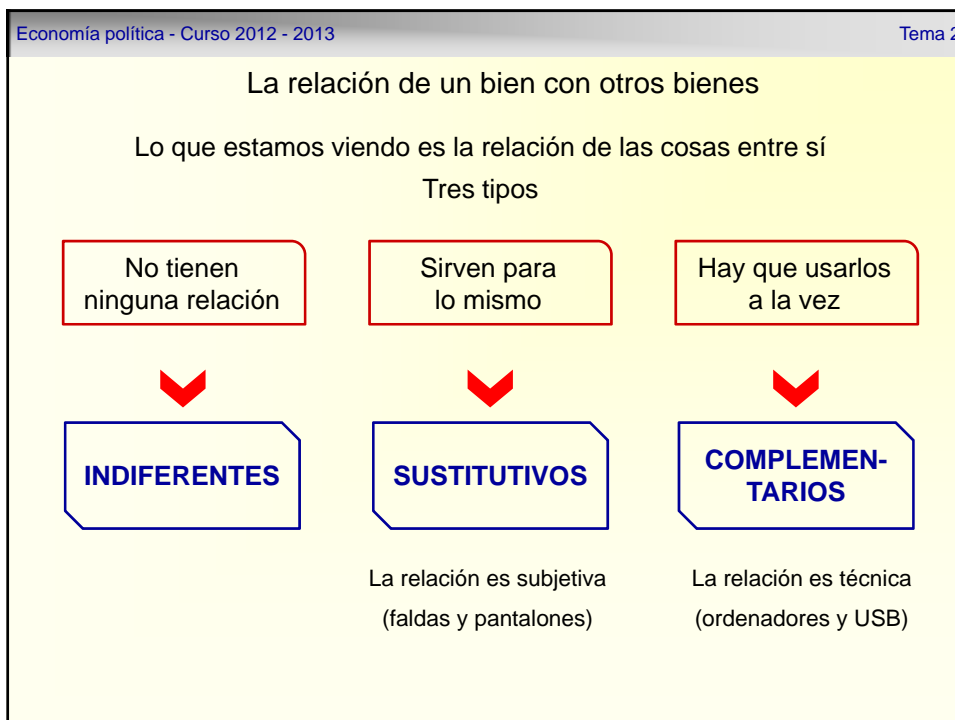 Economía política - Curso 2012 - 2013
Tema 2
La relación de un bien con otros bienes
Lo que estamos viendo es la relación de las cosas entre sí
Tres tipos
No tienen
ninguna relación
Sirven para
lo mismo
Hay que usarlos
a la vez
INDIFERENTES
SUSTITUTIVOS
COMPLEMEN-
TARIOS
La relación es subjetiva
(faldas y pantalones)
La relación es técnica
(ordenadores y USB)